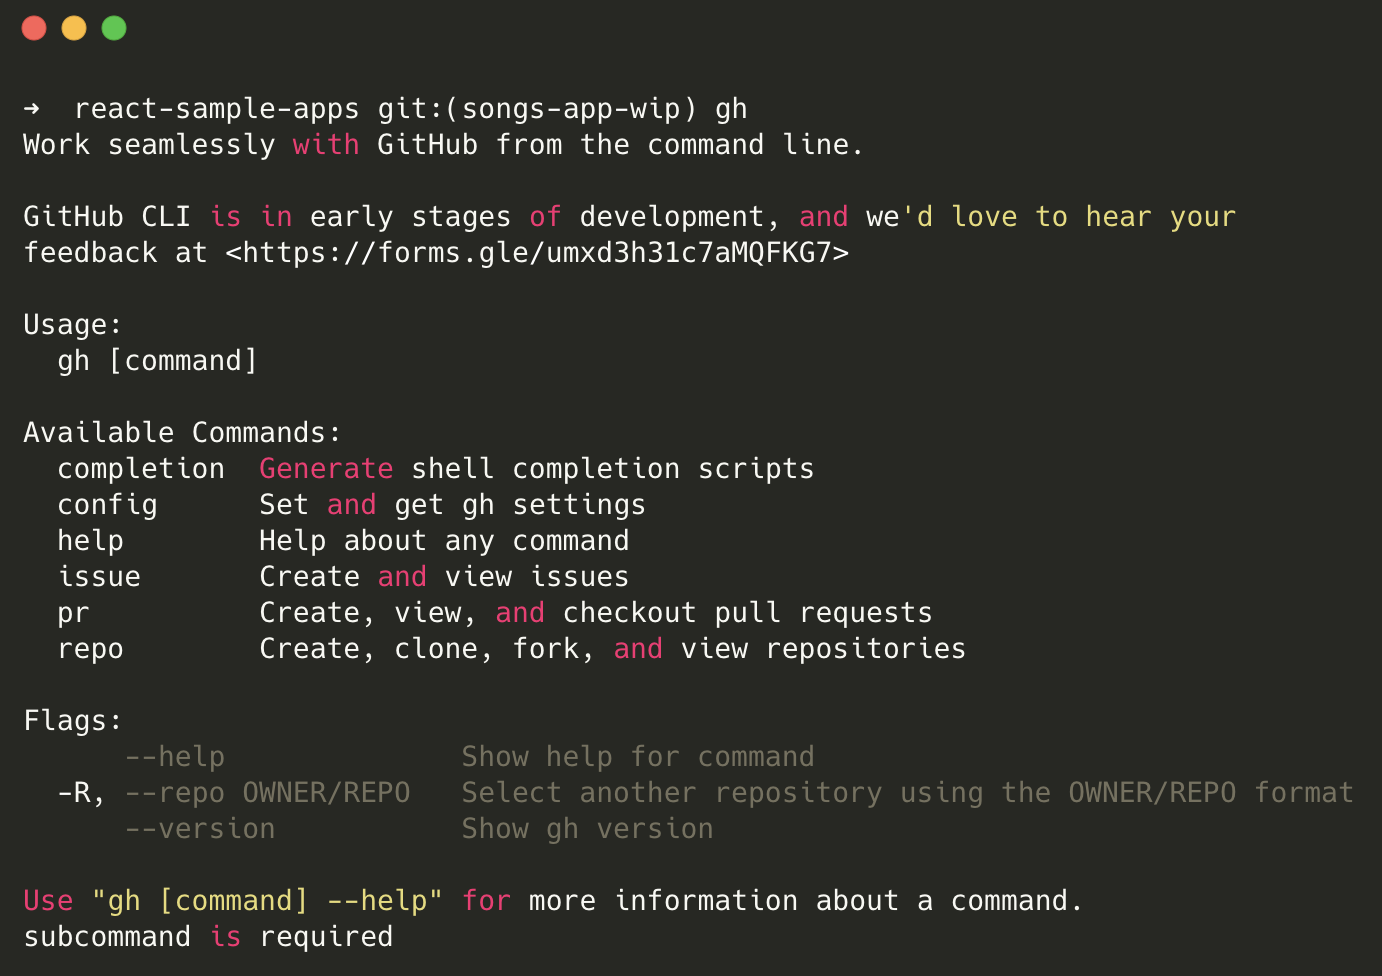 ➜  react-sample-apps git:(songs-app-wip) gh
Work seamlessly with GitHub from the command line.
GitHub CLI is in early stages of development, and we'd love to hear your
feedback at <https://forms.gle/umxd3h31c7aMQFKG7>
Usage:
  gh [command]
Available Commands:
  completion  Generate shell completion scripts
  config      Set and get gh settings
  help        Help about any command
  issue       Create and view issues
  pr          Create, view, and checkout pull requests
  repo        Create, clone, fork, and view repositories
Flags:
      --help              Show help for command
  -R, --repo OWNER/REPO   Select another repository using the OWNER/REPO format
      --version           Show gh version
Use "gh [command] --help" for more information about a command.
subcommand is required